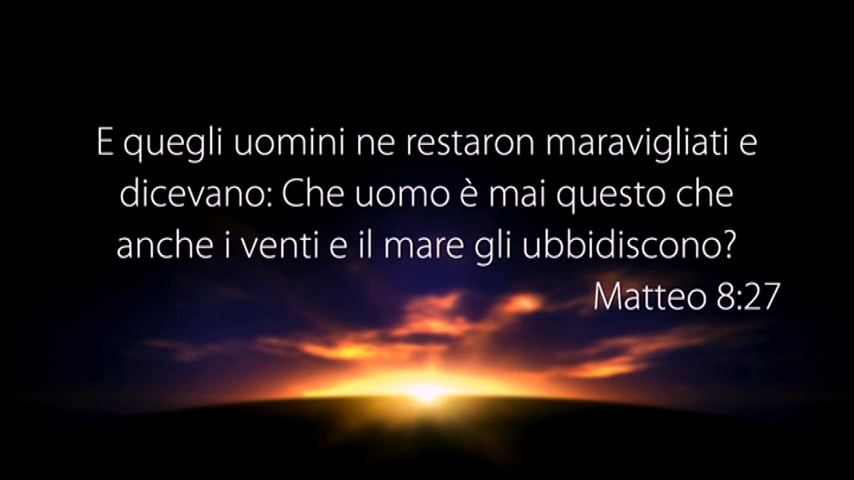 E quegli uomini ne restaron maravigliati e
dicevano: Che uomo è mai questo che
anche i venti e il mare gli ubbidiscono?
Matteo 8:27